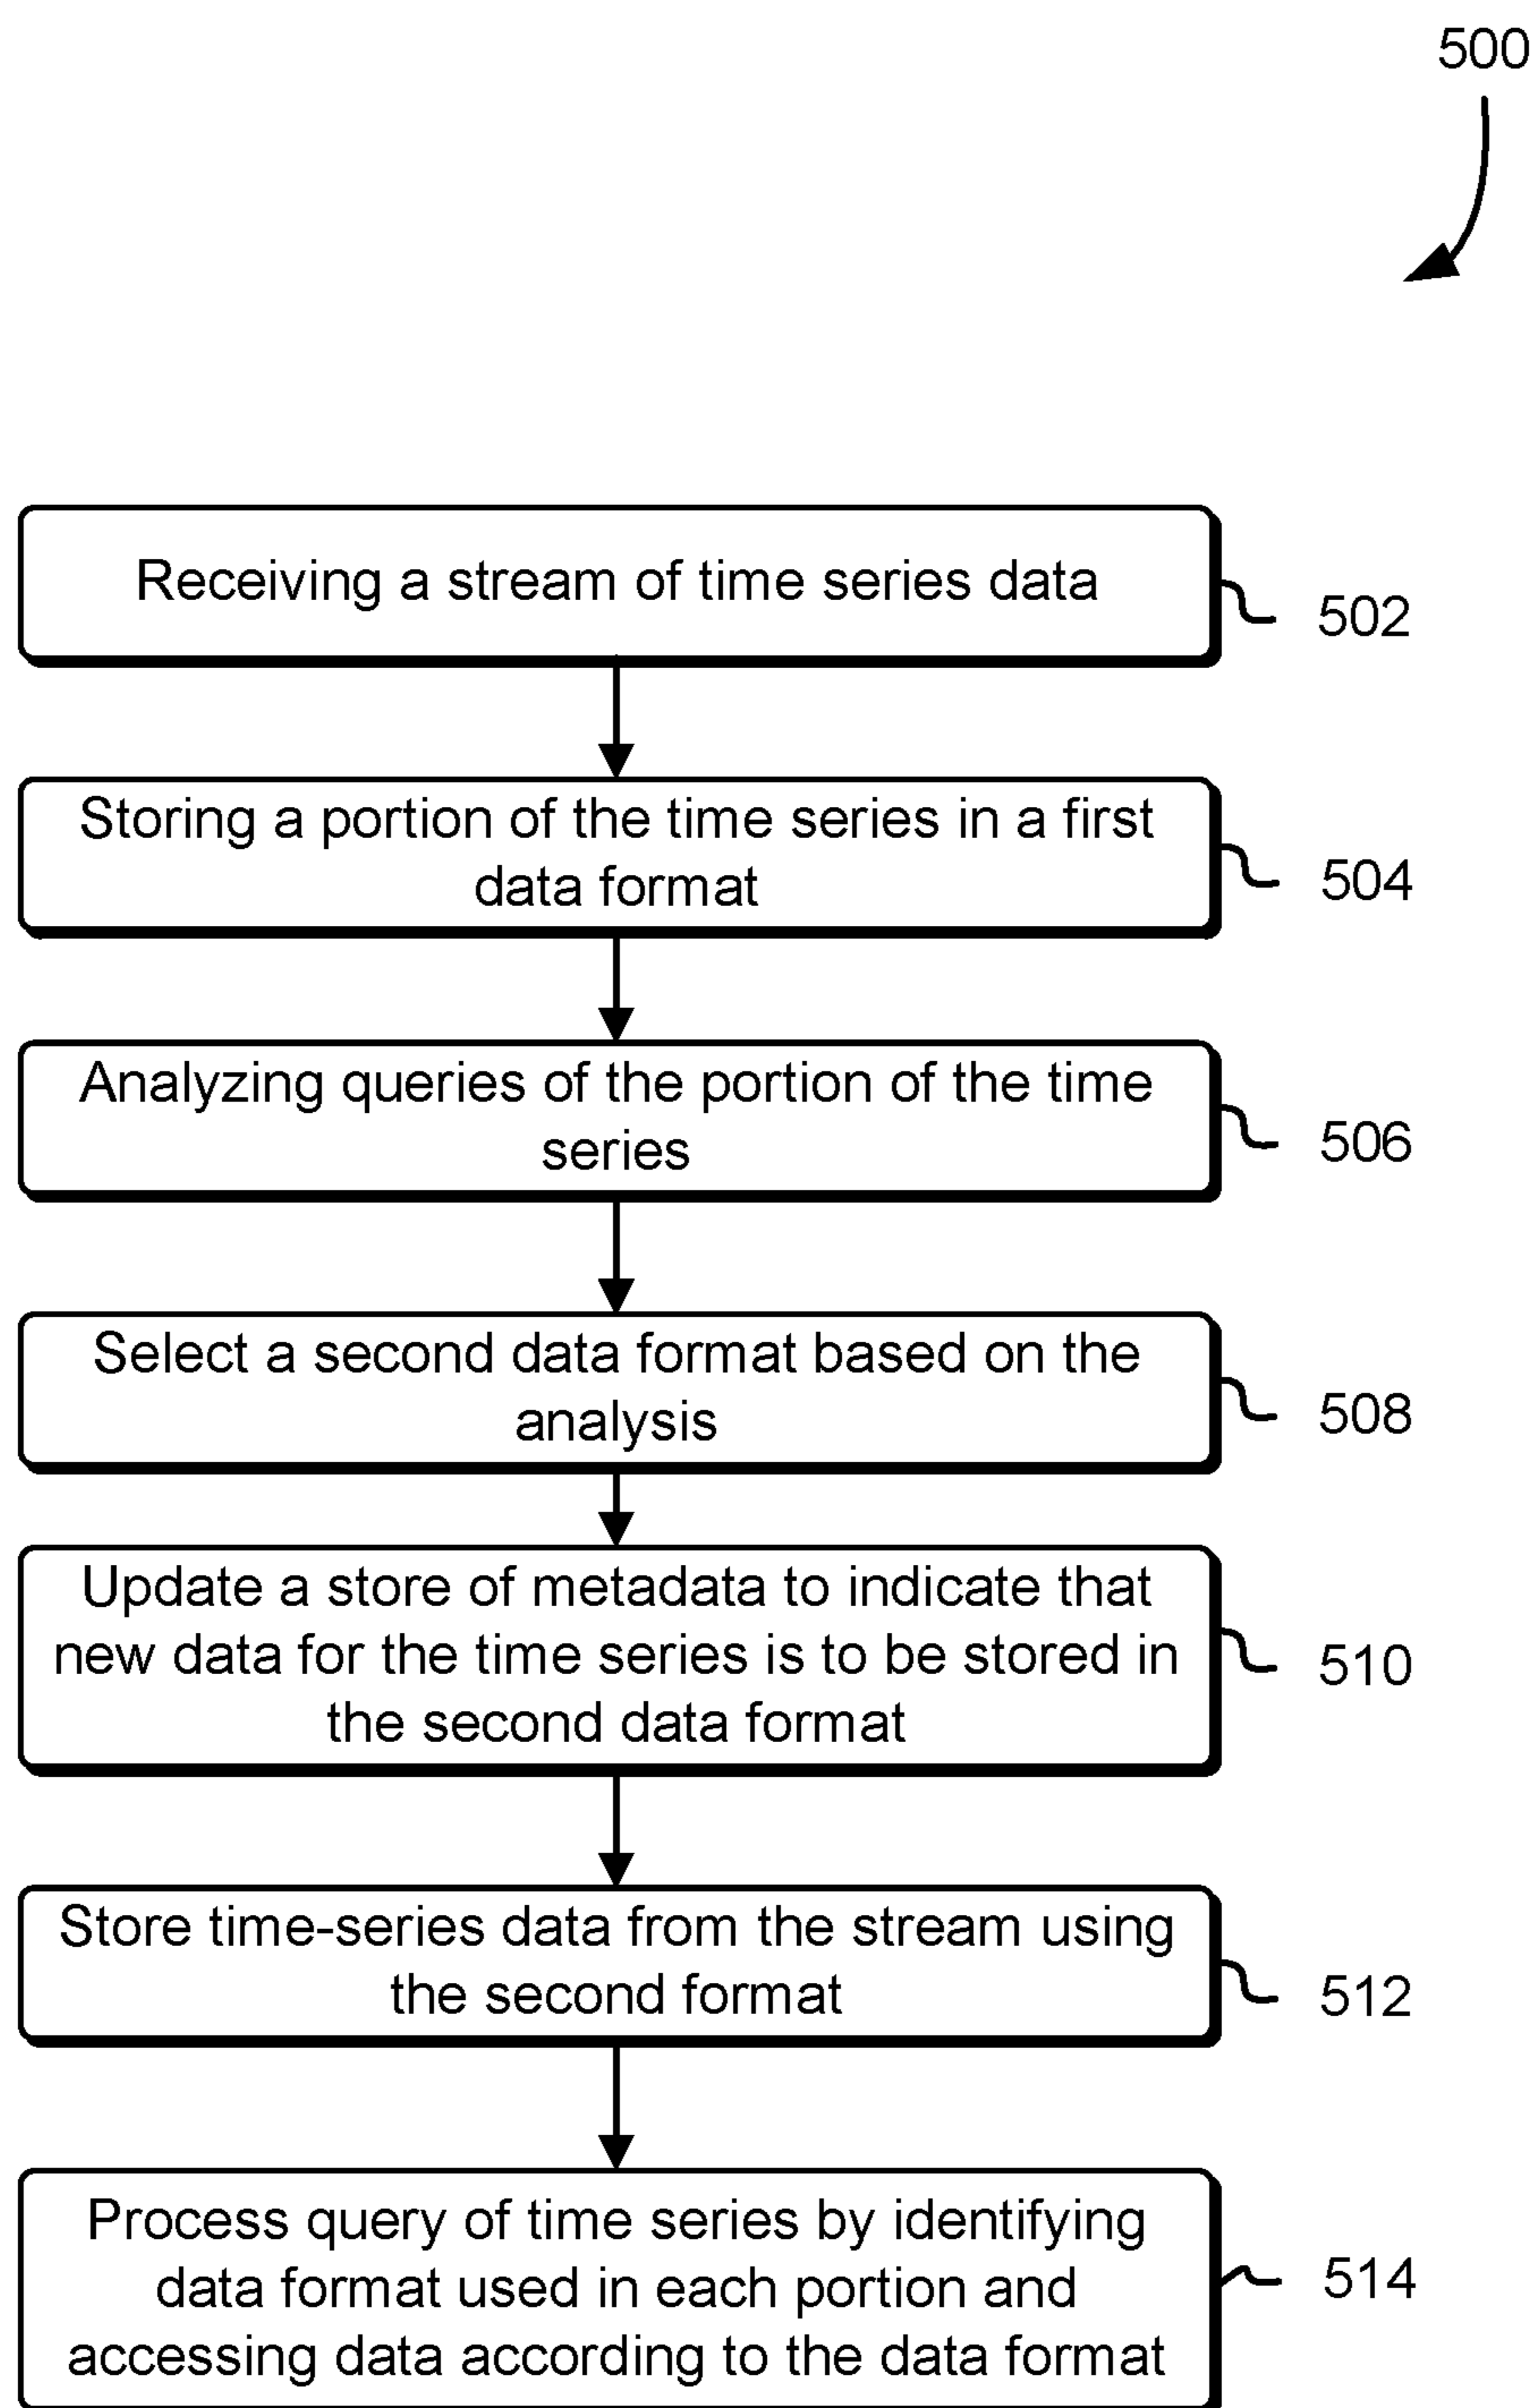 500
Receiving a stream of time series data
502
Storing a portion of the time series in a first
data format
504
Analyzing queries of the portion of the time
series
506
Select a second data format based on the
analysis
508
Update a store of metadata to indicate that
new data for the time series is to be stored in
the second data format
510
Store time-series data from the stream using
the second format
512
Process query of time series by identifying
data format used in each portion and
accessing data according to the data format
514